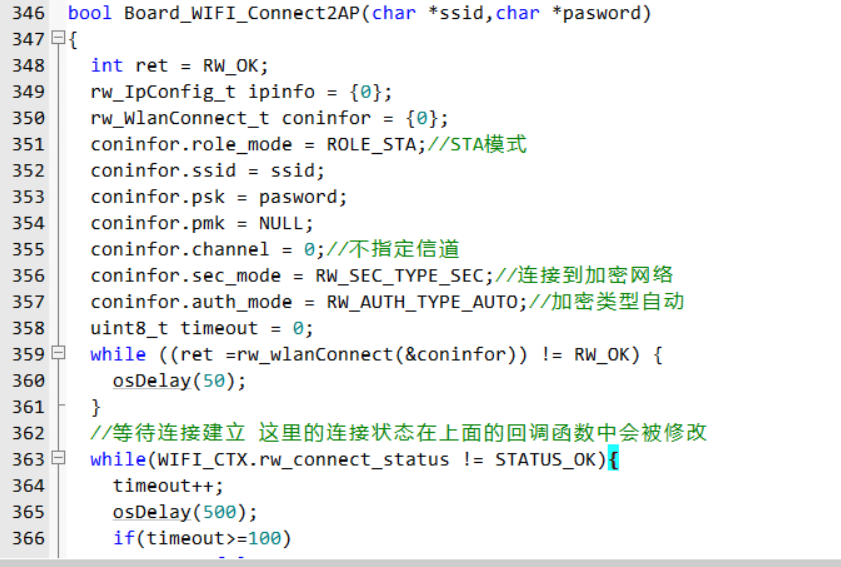 346 bool Board_WIFI_Connect2AP(char *ssid,char *pasword)
347 {
348 int ret = RW_OK;
349 rw_IpConfig_t ipinfo = {0};
350 rw_WlanConnect_t coninfor = {0};
351 coninfor.role_mode = ROLE_STA;//STA模式
352 coninfor.ssid = ssid;
353 coninfor.psk = pasword;
354 coninfor.pmk = NULL;
355 coninfor.channel = 0;//不指定信道
356 coninfor.sec_mode = RW_SEC_TYPE_SEC;//连接到加密网络
357 coninfor.auth_mode = RW_AUTH_TYPE_AUTO;//加密类型自动
358 uint8_t timeout = 0;
359 while ((ret =rw_wlanConnect(&coninfor)) != RW_OK) {
360 osDelay(50);
361 }
362 //等待连接建立 这里的连接状态在上面的回调函数中会被修改
363 while(WIFI_CTX.rw_connect_status != STATUS_OK){
364 timeout++;
365 osDelay(500);
366 if(timeout>=100)